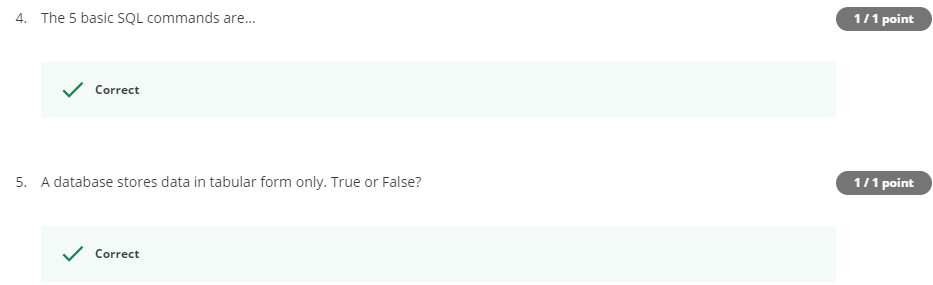 4. The 5 basic SQL commands are... 1 / 1 point
Correct
5. A database stores data in tabular form only. True or False? 1 / 1 point
Correct